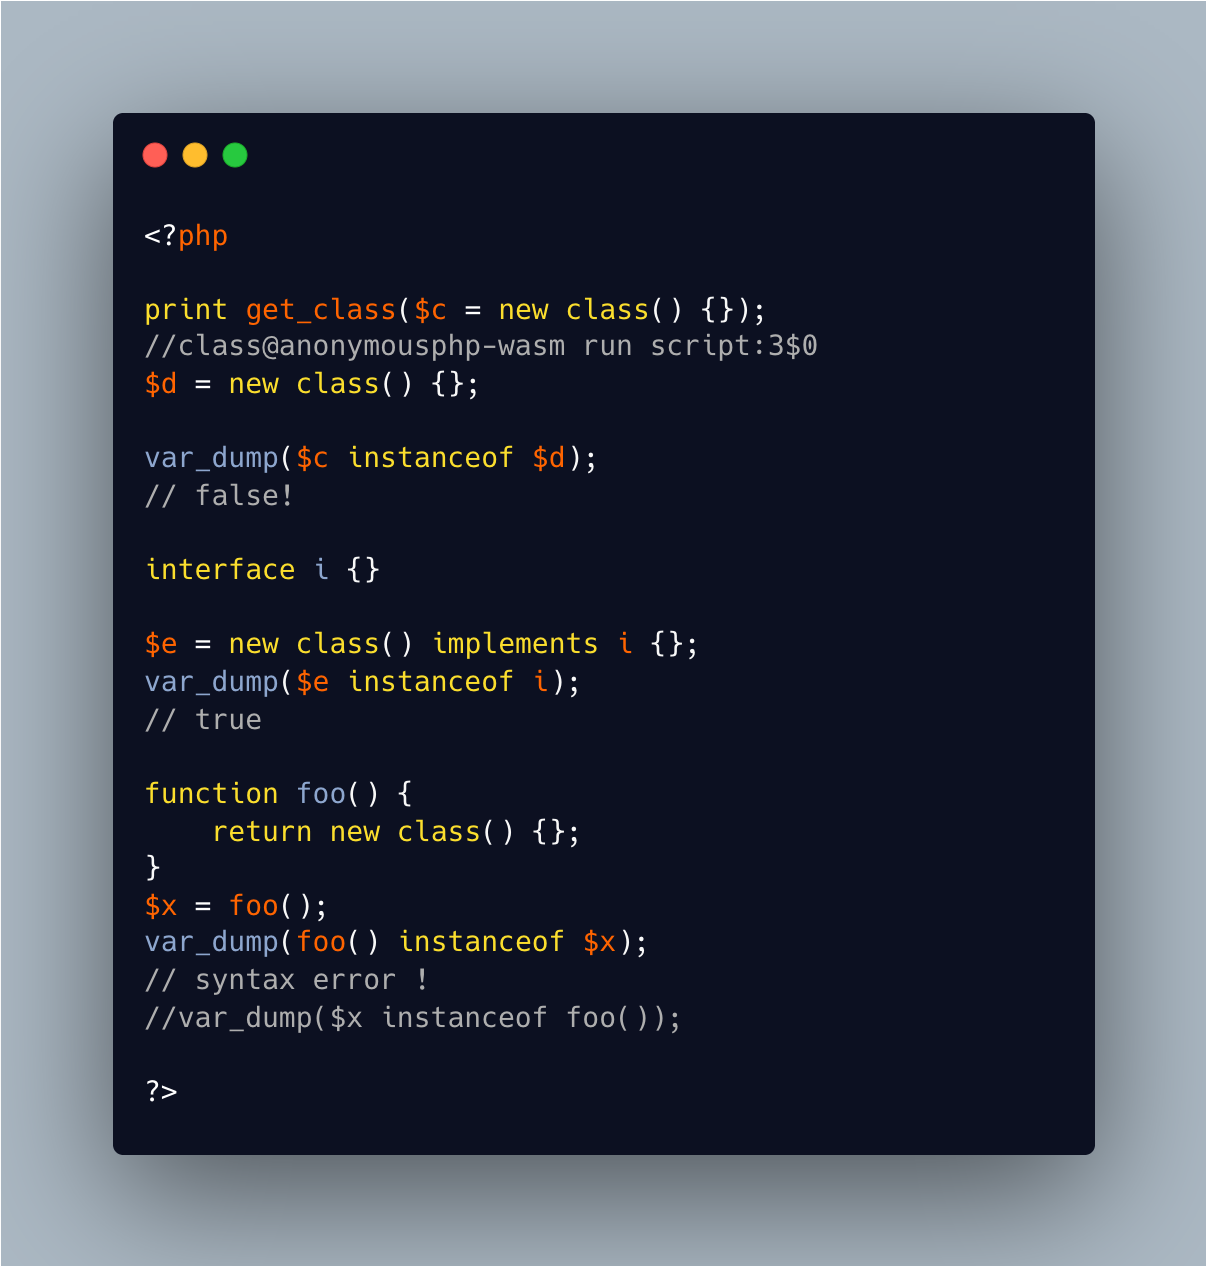 <?php
print get_class($c = new class() {});
//class@anonymousphp-wasm run script:3$0
$d = new class() {};
var_dump($c instanceof $d);
// false!
interface i {}
$e = new class() implements i {};
var_dump($e instanceof i);
// true
function foo() {
    return new class() {};
}
$x = foo();
var_dump(foo() instanceof $x);
// syntax error !
//var_dump($x instanceof foo());
?>